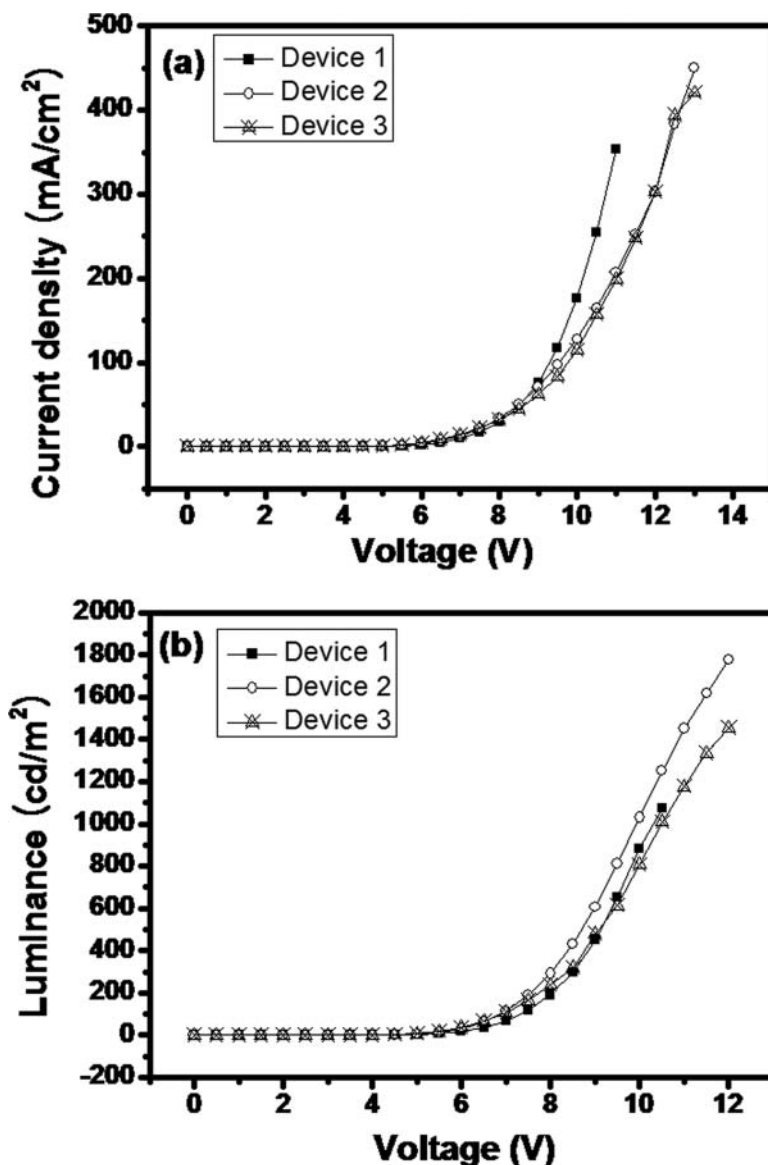 (a)
Device 1
Device 2
Device 3
Current density (mA/cm²)
500
400
300
200
100
0
0 2 4 6 8 10 12 14
Voltage (V)
(b)
Device 1
Device 2
Device 3
Luminance (cd/m²)
2000
1800
1600
1400
1200
1000
800
600
400
200
0
-200
0 2 4 6 8 10 12
Voltage (V)